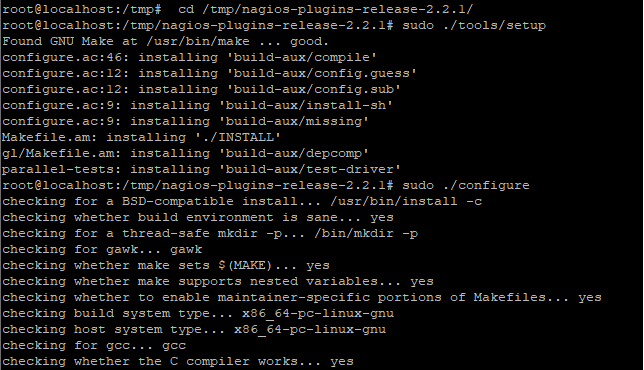 root@localhost:/tmp#  cd /tmp/nagios-plugins-release-2.2.1/
root@localhost:/tmp/nagios-plugins-release-2.2.1# sudo ./tools/setup
Found GNU Make at /usr/bin/make ... good.
configure.ac:46: installing 'build-aux/compile'
configure.ac:12: installing 'build-aux/config.guess'
configure.ac:12: installing 'build-aux/config.sub'
configure.ac:9: installing 'build-aux/install-sh'
configure.ac:9: installing 'build-aux/missing'
Makefile.am: installing './INSTALL'
gl/Makefile.am: installing 'build-aux/depcomp'
parallel-tests: installing 'build-aux/test-driver'
root@localhost:/tmp/nagios-plugins-release-2.2.1# sudo ./configure
checking for a BSD-compatible install... /usr/bin/install -c
checking whether build environment is sane... yes
checking for a thread-safe mkdir -p... /bin/mkdir -p
checking for gawk... gawk
checking whether make sets $(MAKE)... yes
checking whether make supports nested variables... yes
checking whether to enable maintainer-specific portions of Makefiles... yes
checking build system type... x86_64-pc-linux-gnu
checking host system type... x86_64-pc-linux-gnu
checking for gcc... gcc
checking whether the C compiler works... yes